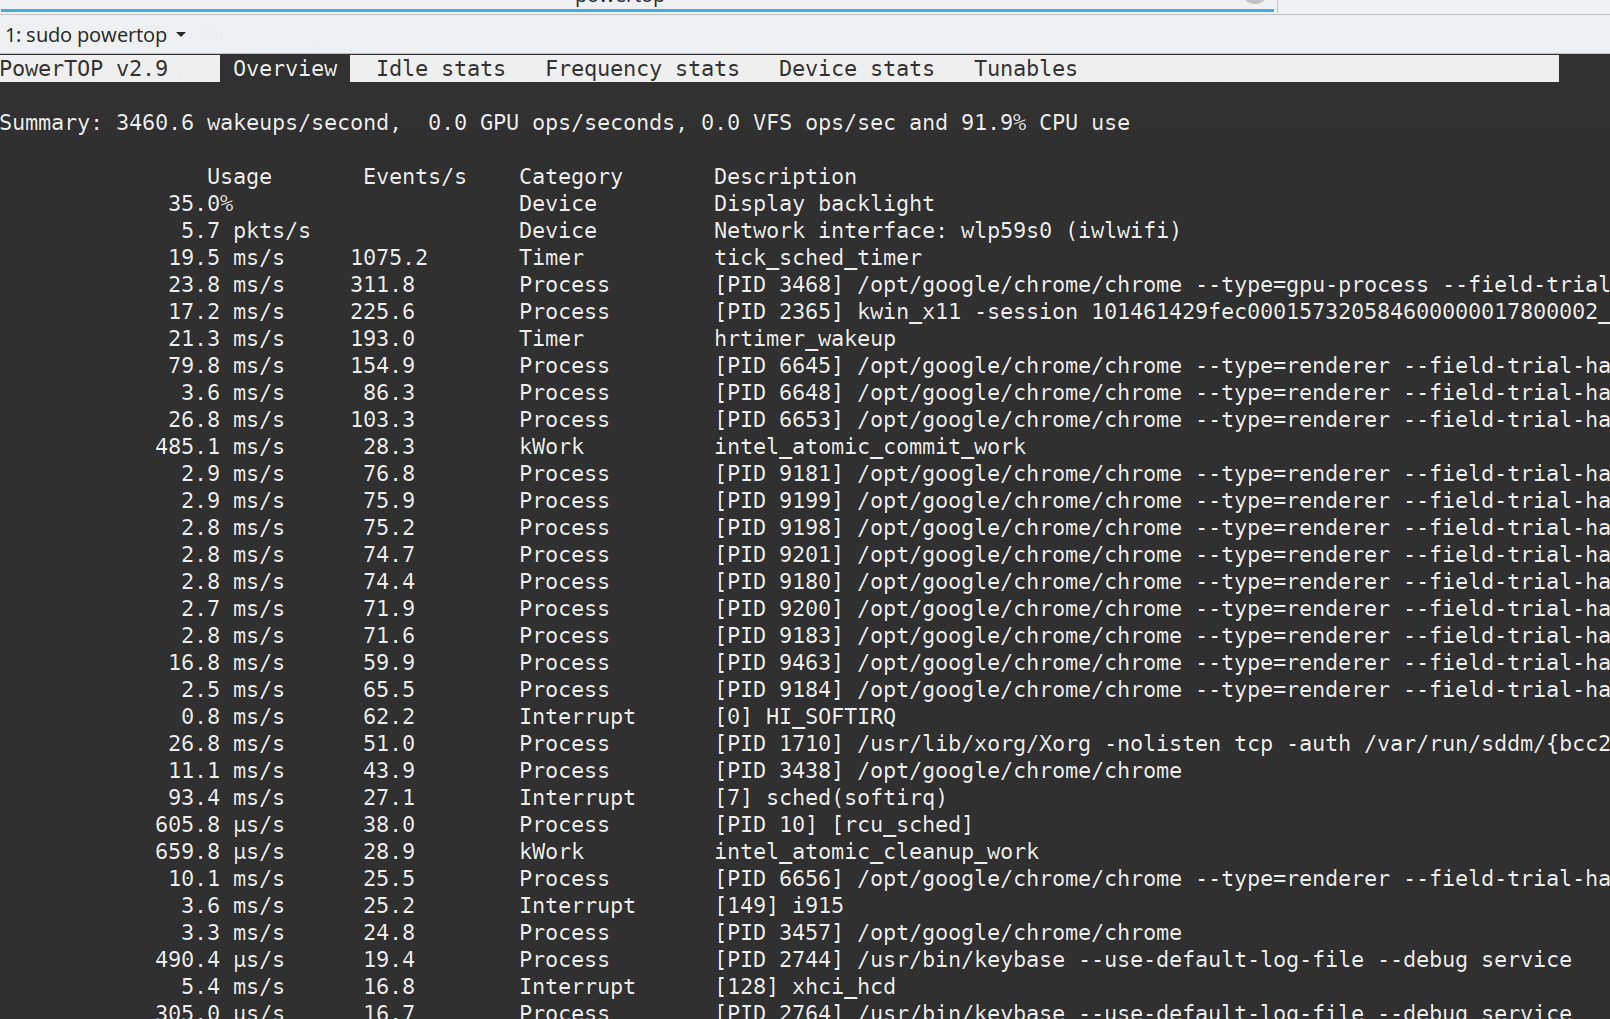 powertop
1: sudo powertop
PowerTOP v2.9 Overview Idle stats Frequency stats Device stats Tunables
Summary: 3460.6 wakeups/second, 0.0 GPU ops/seconds, 0.0 VFS ops/sec and 91.9% CPU use
Usage Events/s Category Description
35.0% Device Display backlight
5.7 pkts/s Device Network interface: wlp59s0 (iwlwifi)
19.5 ms/s 1075.2 Timer tick_sched_timer
23.8 ms/s 311.8 Process [PID 3468] /opt/google/chrome/chrome --type=gpu-process --field-trial
17.2 ms/s 225.6 Process [PID 2365] kwin_x11 -session 101461429fec000157320584600000017800002_
21.3 ms/s 193.0 Timer hrtimer_wakeup
79.8 ms/s 154.9 Process [PID 6645] /opt/google/chrome/chrome --type=renderer --field-trial-ha
3.6 ms/s 86.3 Process [PID 6648] /opt/google/chrome/chrome --type=renderer --field-trial-ha
26.8 ms/s 103.3 Process [PID 6653] /opt/google/chrome/chrome --type=renderer --field-trial-ha
485.1 ms/s 28.3 kWork intel_atomic_commit_work
2.9 ms/s 76.8 Process [PID 9181] /opt/google/chrome/chrome --type=renderer --field-trial-ha
2.9 ms/s 75.9 Process [PID 9199] /opt/google/chrome/chrome --type=renderer --field-trial-ha
2.8 ms/s 75.2 Process [PID 9198] /opt/google/chrome/chrome --type=renderer --field-trial-ha
2.8 ms/s 74.7 Process [PID 9201] /opt/google/chrome/chrome --type=renderer --field-trial-ha
2.8 ms/s 74.4 Process [PID 9180] /opt/google/chrome/chrome --type=renderer --field-trial-ha
2.7 ms/s 71.9 Process [PID 9200] /opt/google/chrome/chrome --type=renderer --field-trial-ha
2.8 ms/s 71.6 Process [PID 9183] /opt/google/chrome/chrome --type=renderer --field-trial-ha
16.8 ms/s 59.9 Process [PID 9463] /opt/google/chrome/chrome --type=renderer --field-trial-ha
2.5 ms/s 65.5 Process [PID 9184] /opt/google/chrome/chrome --type=renderer --field-trial-ha
0.8 ms/s 62.2 Interrupt [0] HI_SOFTIRQ
26.8 ms/s 51.0 Process [PID 1710] /usr/lib/xorg/Xorg -nolisten tcp -auth /var/run/sddm/{bcc2
11.1 ms/s 43.9 Process [PID 3438] /opt/google/chrome/chrome
93.4 ms/s 27.1 Interrupt [7] sched(softirq)
605.8 µs/s 38.0 Process [PID 10] [rcu_sched]
659.8 µs/s 28.9 kWork intel_atomic_cleanup_work
10.1 ms/s 25.5 Process [PID 6656] /opt/google/chrome/chrome --type=renderer --field-trial-ha
3.6 ms/s 25.2 Interrupt [149] i915
3.3 ms/s 24.8 Process [PID 3457] /opt/google/chrome/chrome
490.4 µs/s 19.4 Process [PID 2744] /usr/bin/keybase --use-default-log-file --debug service
5.4 ms/s 16.8 Interrupt [128] xhci_hcd
305.0 µs/s 16.7 Process [PID 2764] /usr/bin/keybase --use-default-log-file --debug service